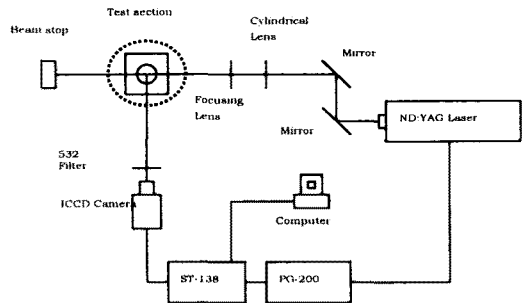 Test section
Beam stop
Cylindrical
Lens
Mirror
Focusing
Lens
Mirror
ND:YAG Laser
532
Filter
ICCD Camera
Computer
ST-138
PG-200